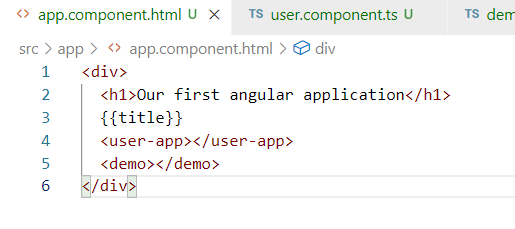 <> app.component.html U ×
TS user.component.ts U
TS dem
src > app > <> app.component.html > div
1 <div>
2 <h1>Our first angular application</h1>
3 {{title}}
4 <user-app></user-app>
5 <demo></demo>
6 </div>